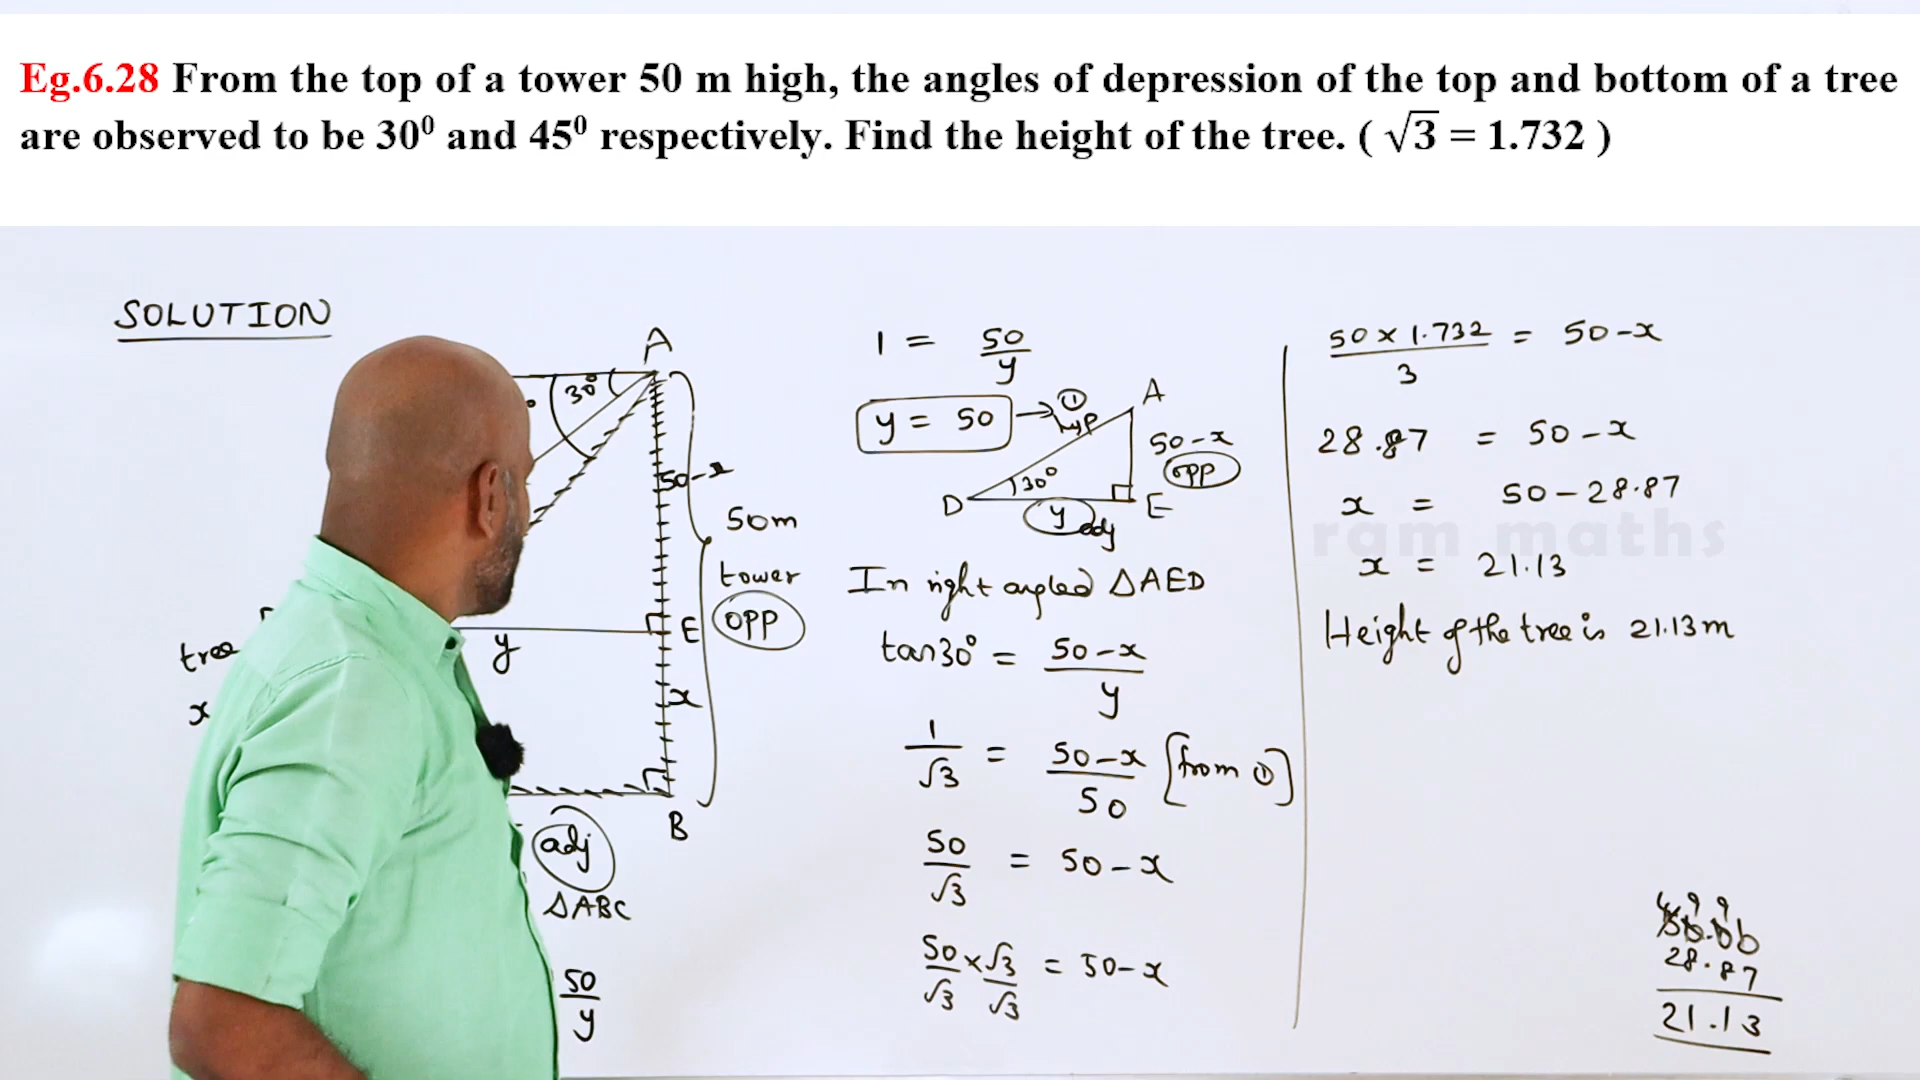 Eg.6.28 From the top of a tower 50 m high, the angles of depression of the top and bottom of a tree
are observed to be 30⁰ and 45⁰ respectively. Find the height of the tree. ( √3 = 1.732 )
SOLUTION
A
30°
50-x
50m
tower
opp
E
y
tree
x
x
B
adj
ΔABC
50/y
1 = 50/y
y = 50 → ①
hyp
A
50-x
opp
30°
D
E
y
adj
In right angled ΔAED
tan30° = (50-x)/y
1/√3 = (50-x)/50 [from ①]
50/√3 = 50-x
50/√3 × √3/√3 = 50-x
(50 × 1.732)/3 = 50-x
28.87 = 50-x
x = 50-28.87
ram maths
x = 21.13
Height of the tree is 21.13m
4 9 9
50.00
28.87
21.13